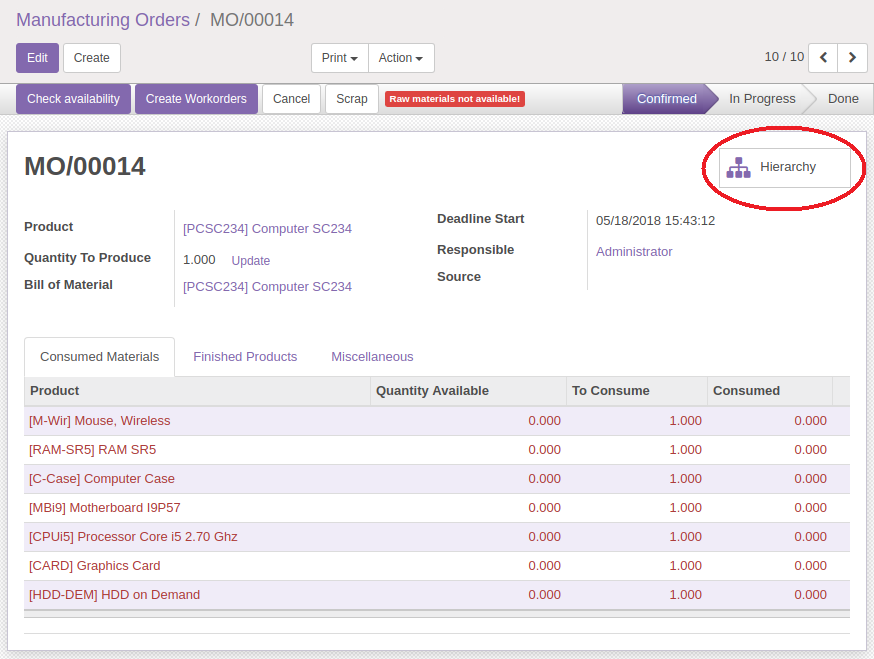 Manufacturing Orders / MO/00014
Edit Create Print Action 10 / 10
Check availability Create Workorders Cancel Scrap Raw materials not available! Confirmed In Progress Done
MO/00014
Hierarchy
Product [PCSC234] Computer SC234
Quantity To Produce 1.000 Update
Bill of Material [PCSC234] Computer SC234
Deadline Start 05/18/2018 15:43:12
Responsible Administrator
Source
Consumed Materials Finished Products Miscellaneous
Product Quantity Available To Consume Consumed
[M-Wir] Mouse, Wireless 0.000 1.000 0.000
[RAM-SR5] RAM SR5 0.000 1.000 0.000
[C-Case] Computer Case 0.000 1.000 0.000
[MBi9] Motherboard I9P57 0.000 1.000 0.000
[CPUi5] Processor Core i5 2.70 Ghz 0.000 1.000 0.000
[CARD] Graphics Card 0.000 1.000 0.000
[HDD-DEM] HDD on Demand 0.000 1.000 0.000